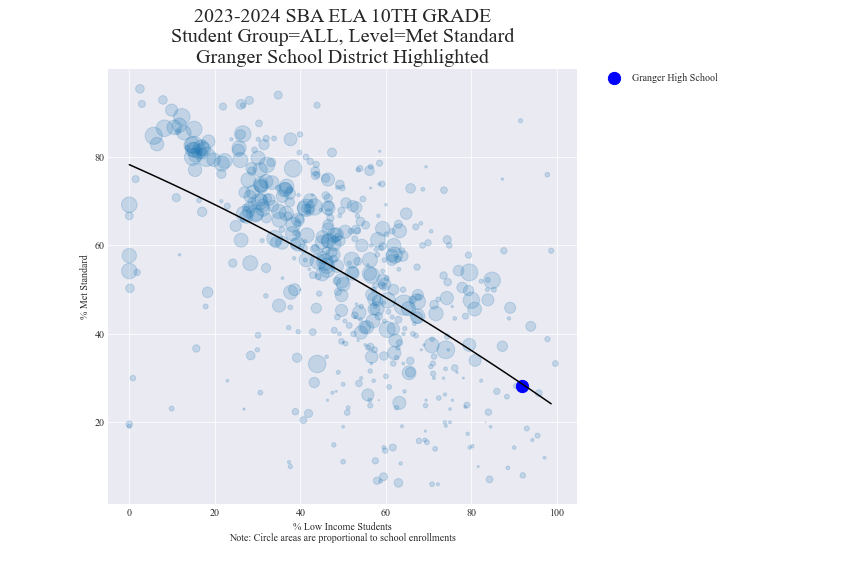 2023-2024 SBA ELA 10TH GRADE
Student Group=ALL, Level=Met Standard
Granger School District Highlighted
Granger High School
80
60
40
20
% Met Standard
0 20 40 60 80 100
% Low Income Students
Note: Circle areas are proportional to school enrollments